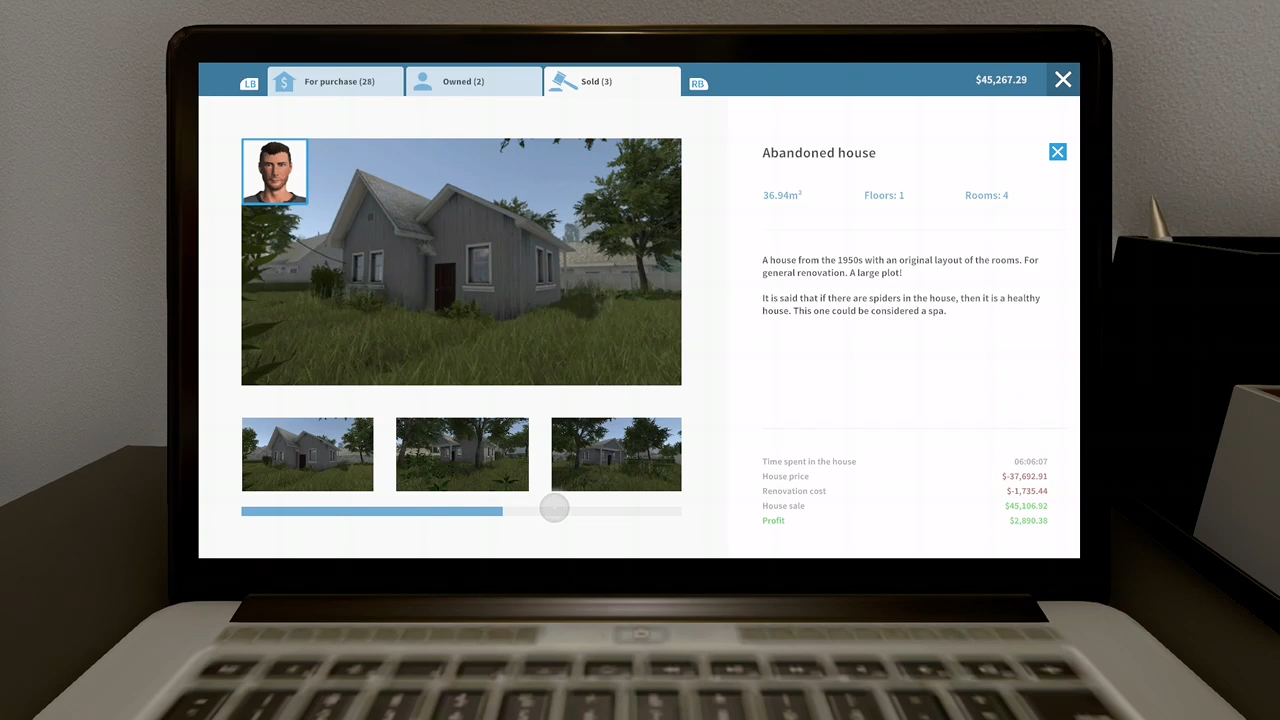 LB
For purchase (28)
Owned (2)
Sold (3)
RB
$45,267.29
Abandoned house
36.94m²
Floors: 1
Rooms: 4
A house from the 1950s with an original layout of the rooms. For
general renovation. A large plot!
It is said that if there are spiders in the house, then it is a healthy
house. This one could be considered a spa.
Time spent in the house 06:06:07
House price $-37,692.91
Renovation cost $-1,735.44
House sale $45,106.92
Profit $2,890.38